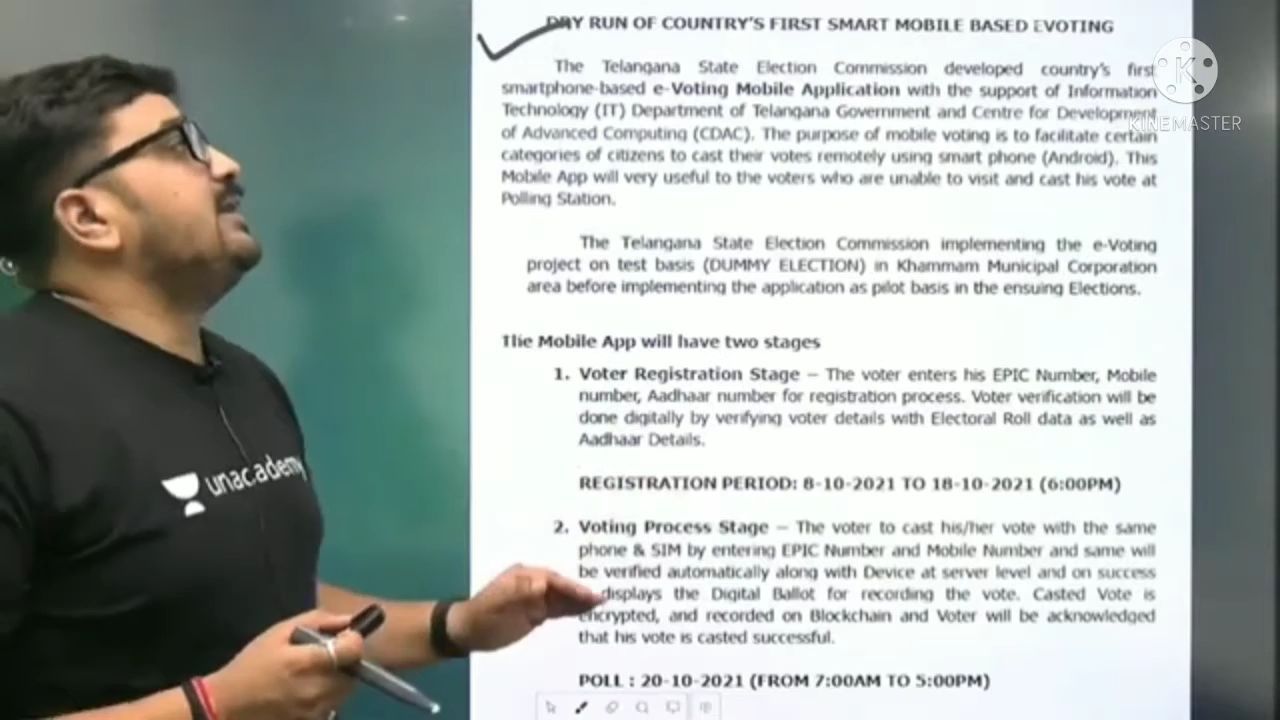 DRY RUN OF COUNTRY'S FIRST SMART MOBILE BASED EVOTING
The Telangana State Election Commission developed country's first
smartphone-based e-Voting Mobile Application with the support of Information
Technology (IT) Department of Telangana Government and Centre for Development
of Advanced Computing (CDAC). The purpose of mobile voting is to facilitate certain
categories of citizens to cast their votes remotely using smart phone (Android). This
Mobile App will very useful to the voters who are unable to visit and cast his vote at
Polling Station.
The Telangana State Election Commission implementing the e-Voting
project on test basis (DUMMY ELECTION) in Khammam Municipal Corporation
area before implementing the application as pilot basis in the ensuing Elections.
The Mobile App will have two stages
1. Voter Registration Stage – The voter enters his EPIC Number, Mobile
number, Aadhaar number for registration process. Voter verification will be
done digitally by verifying voter details with Electoral Roll data as well as
Aadhaar Details.
REGISTRATION PERIOD: 8-10-2021 TO 18-10-2021 (6:00PM)
2. Voting Process Stage – The voter to cast his/her vote with the same
phone & SIM by entering EPIC Number and Mobile Number and same will
be verified automatically along with Device at server level and on success
displays the Digital Ballot for recording the vote. Casted Vote is
encrypted, and recorded on Blockchain and Voter will be acknowledged
that his vote is casted successful.
POLL : 20-10-2021 (FROM 7:00AM TO 5:00PM)
unacademy
K
KINEMASTER